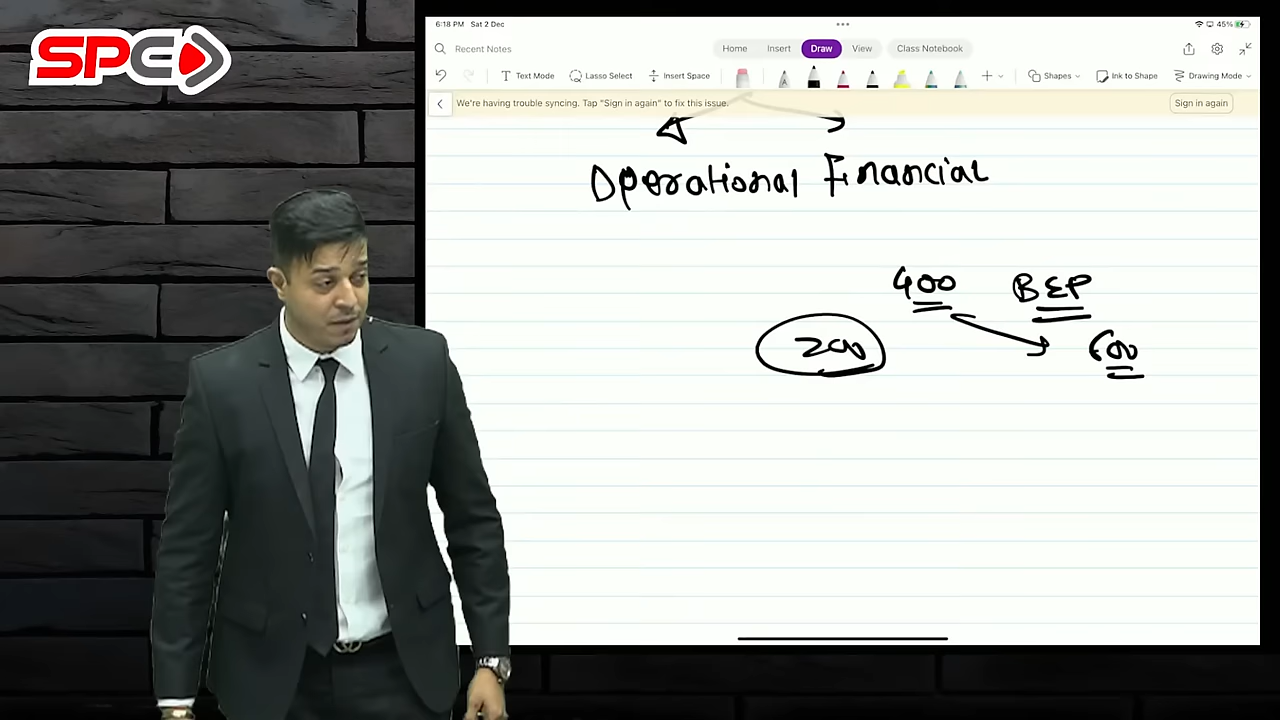 SPC
6:18 PM Sat 2 Dec
45%
Recent Notes
Home Insert Draw View Class Notebook
Text Mode Lasso Select Insert Space Shapes Ink to Shape Drawing Mode
We're having trouble syncing. Tap "Sign in again" to fix this issue.
Sign in again
Operational Financial
400 BEP
200 600